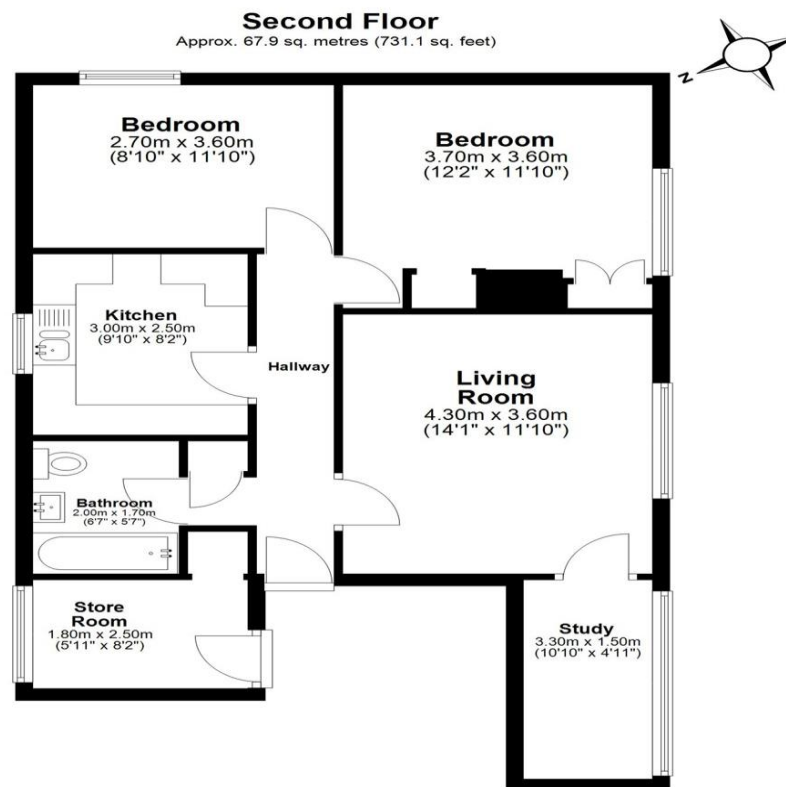 Second Floor
Approx. 67.9 sq. metres (731.1 sq. feet)
N
Bedroom
2.70m x 3.60m
(8'10" x 11'10")
Bedroom
3.70m x 3.60m
(12'2" x 11'10")
Kitchen
3.00m x 2.50m
(9'10" x 8'2")
Hallway
Living
Room
4.30m x 3.60m
(14'1" x 11'10")
Bathroom
2.00m x 1.70m
(6'7" x 5'7")
Store
Room
1.80m x 2.50m
(5'11" x 8'2")
Study
3.30m x 1.50m
(10'10" x 4'11")